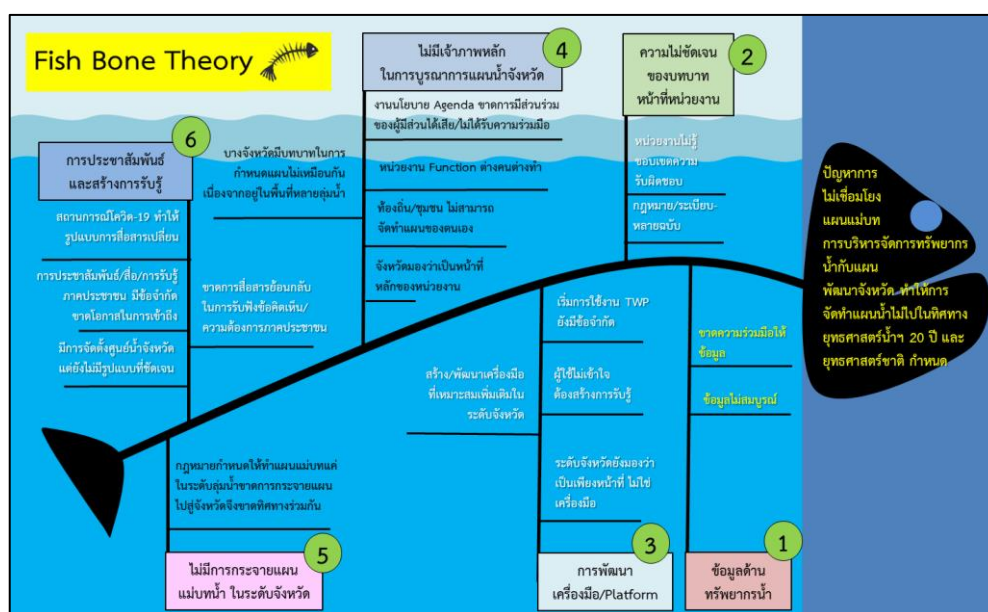 Fish Bone Theory
6
การประชาสัมพันธ์
และสร้างการรับรู้
สถานการณ์โควิด-19 ทำให้
รูปแบบการสื่อสารเปลี่ยน
การประชาสัมพันธ์/สื่อ/การรับรู้
ภาคประชาชน มีข้อจำกัด
ขาดโอกาสในการเข้าถึง
มีการจัดตั้งศูนย์น้ำจังหวัด
แต่ยังไม่มีรูปแบบที่ชัดเจน
บางจังหวัดมีบทบาทในการ
กำหนดแผนไม่เหมือนกัน
เนื่องจากอยู่ในพื้นที่หลายลุ่มน้ำ
ขาดการสื่อสารย้อนกลับ
ในการรับฟังข้อคิดเห็น/
ความต้องการภาคประชาชน
4
ไม่มีเจ้าภาพหลัก
ในการบูรณาการแผนน้ำจังหวัด
งานนโยบาย Agenda ขาดการมีส่วนร่วม
ของผู้มีส่วนได้เสีย/ไม่ได้รับความร่วมมือ
หน่วยงาน Function ต่างคนต่างทำ
ท้องถิ่น/ชุมชน ไม่สามารถ
จัดทำแผนของตนเอง
จังหวัดมองว่าเป็นหน้าที่
หลักของหน่วยงาน
2
ความไม่ชัดเจน
ของบทบาท
หน้าที่หน่วยงาน
หน่วยงานไม่รู้
ขอบเขตความ
รับผิดชอบ
กฎหมาย/ระเบียบ-
หลายฉบับ
ปัญหาการ
ไม่เชื่อมโยง
แผนแม่บท
การบริหารจัดการทรัพยากร
น้ำกับแผน
พัฒนาจังหวัด ทำให้การ
จัดทำแผนน้ำไม่ไปในทิศทาง
ยุทธศาสตร์น้ำฯ 20 ปี และ
ยุทธศาสตร์ชาติ กำหนด
กฎหมายกำหนดให้ทำแผนแม่บทแค่
ในระดับลุ่มน้ำขาดการกระจายแผน
ไปสู่จังหวัดจึงขาดทิศทางร่วมกัน
5
ไม่มีการกระจายแผน
แม่บทน้ำ ในระดับจังหวัด
สร้าง/พัฒนาเครื่องมือ
ที่เหมาะสมเพิ่มเติมใน
ระดับจังหวัด
เริ่มการใช้งาน TWP
ยังมีข้อจำกัด
ผู้ใช้ไม่เข้าใจ
ต้องสร้างการรับรู้
ระดับจังหวัดยังมองว่า
เป็นเพียงหน้าที่ ไม่ใช่
เครื่องมือ
3
การพัฒนา
เครื่องมือ/Platform
ขาดความร่วมมือให้
ข้อมูล
ข้อมูลไม่สมบูรณ์
1
ข้อมูลด้าน
ทรัพยากรน้ำ